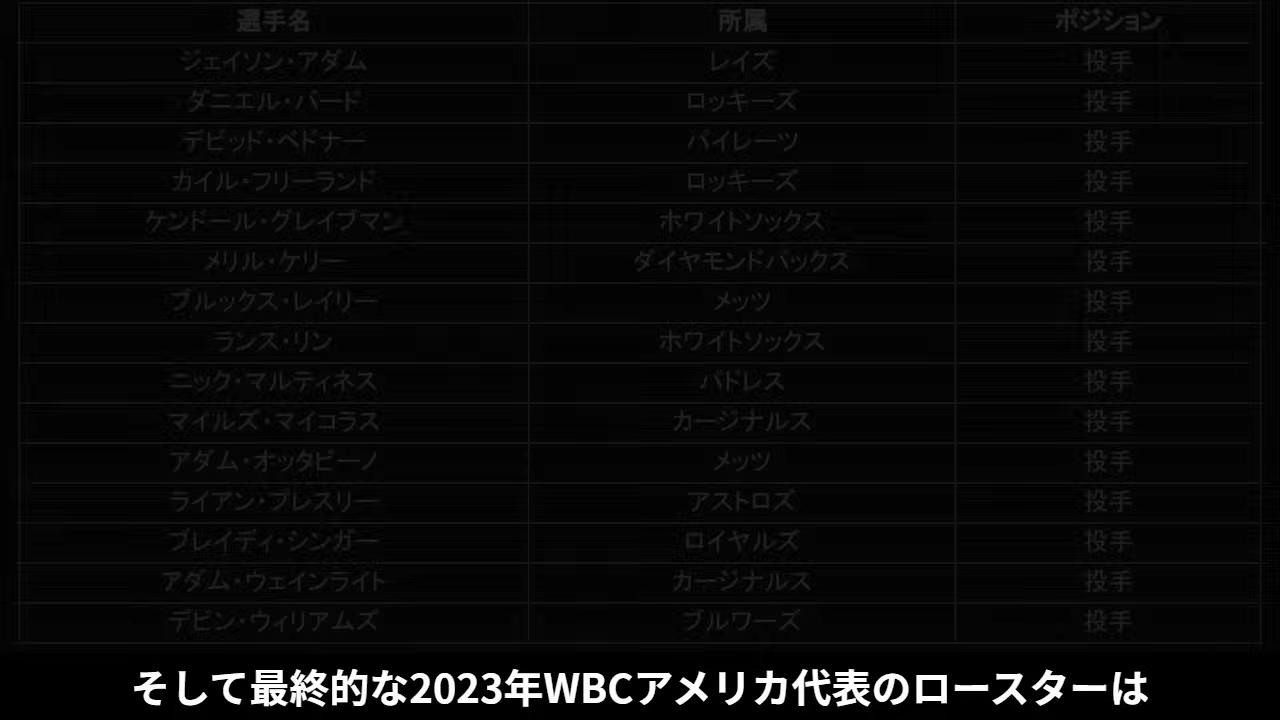 選手名 所属 ポジション
ジェイソン・アダム レイズ 投手
ダニエル・バード ロッキーズ 投手
デビッド・ベドナー パイレーツ 投手
カイル・フリーランド ロッキーズ 投手
ケンドール・グレイブマン ホワイトソックス 投手
メリル・ケリー ダイヤモンドバックス 投手
ブルックス・レイリー メッツ 投手
ランス・リン ホワイトソックス 投手
ニック・マルティネス パドレス 投手
マイルズ・マイコラス カージナルス 投手
アダム・オッタビーノ メッツ 投手
ライアン・プレスリー アストロズ 投手
ブレイディ・シンガー ロイヤルズ 投手
アダム・ウェインライト カージナルス 投手
デビン・ウィリアムズ ブルワーズ 投手
そして最終的な2023年WBCアメリカ代表のロースターは